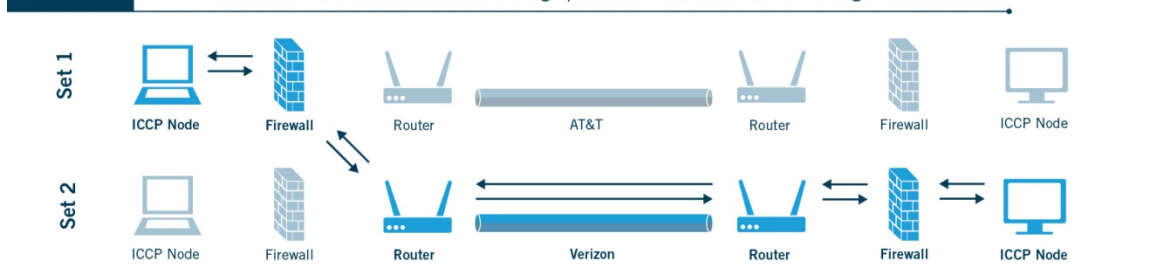 Set 1
ICCP Node Firewall Router AT&T Router Firewall ICCP Node
Set 2
ICCP Node Firewall Router Verizon Router Firewall ICCP Node